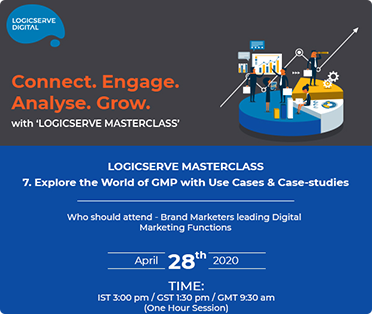 LOGICSERVE
DIGITAL
Connect. Engage.
Analyse. Grow.
with 'LOGICSERVE MASTERCLASS'
LOGICSERVE MASTERCLASS
7. Explore the World of GMP with Use Cases & Case-studies
Who should attend - Brand Marketers leading Digital
Marketing Functions
April 28th 2020
TIME:
IST 3:00 pm / GST 1:30 pm / GMT 9:30 am
(One Hour Session)